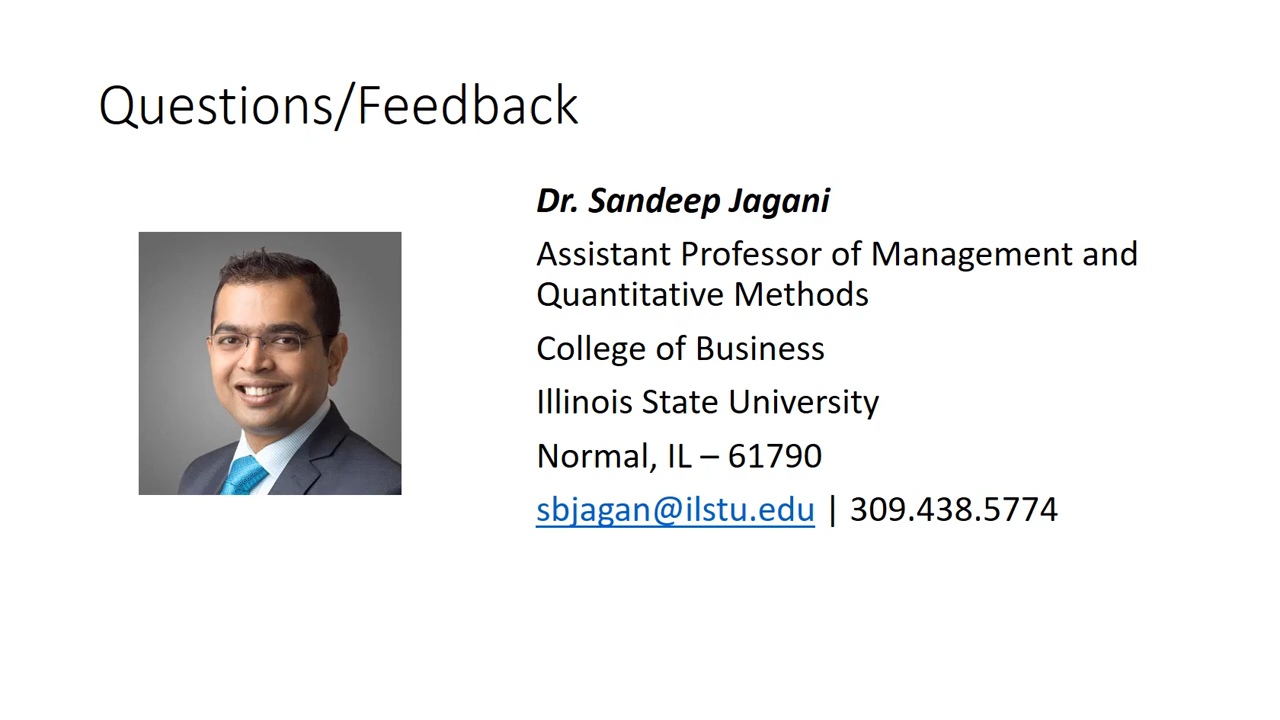 Questions/Feedback
Dr. Sandeep Jagani
Assistant Professor of Management and
Quantitative Methods
College of Business
Illinois State University
Normal, IL – 61790
sbjagan@ilstu.edu | 309.438.5774